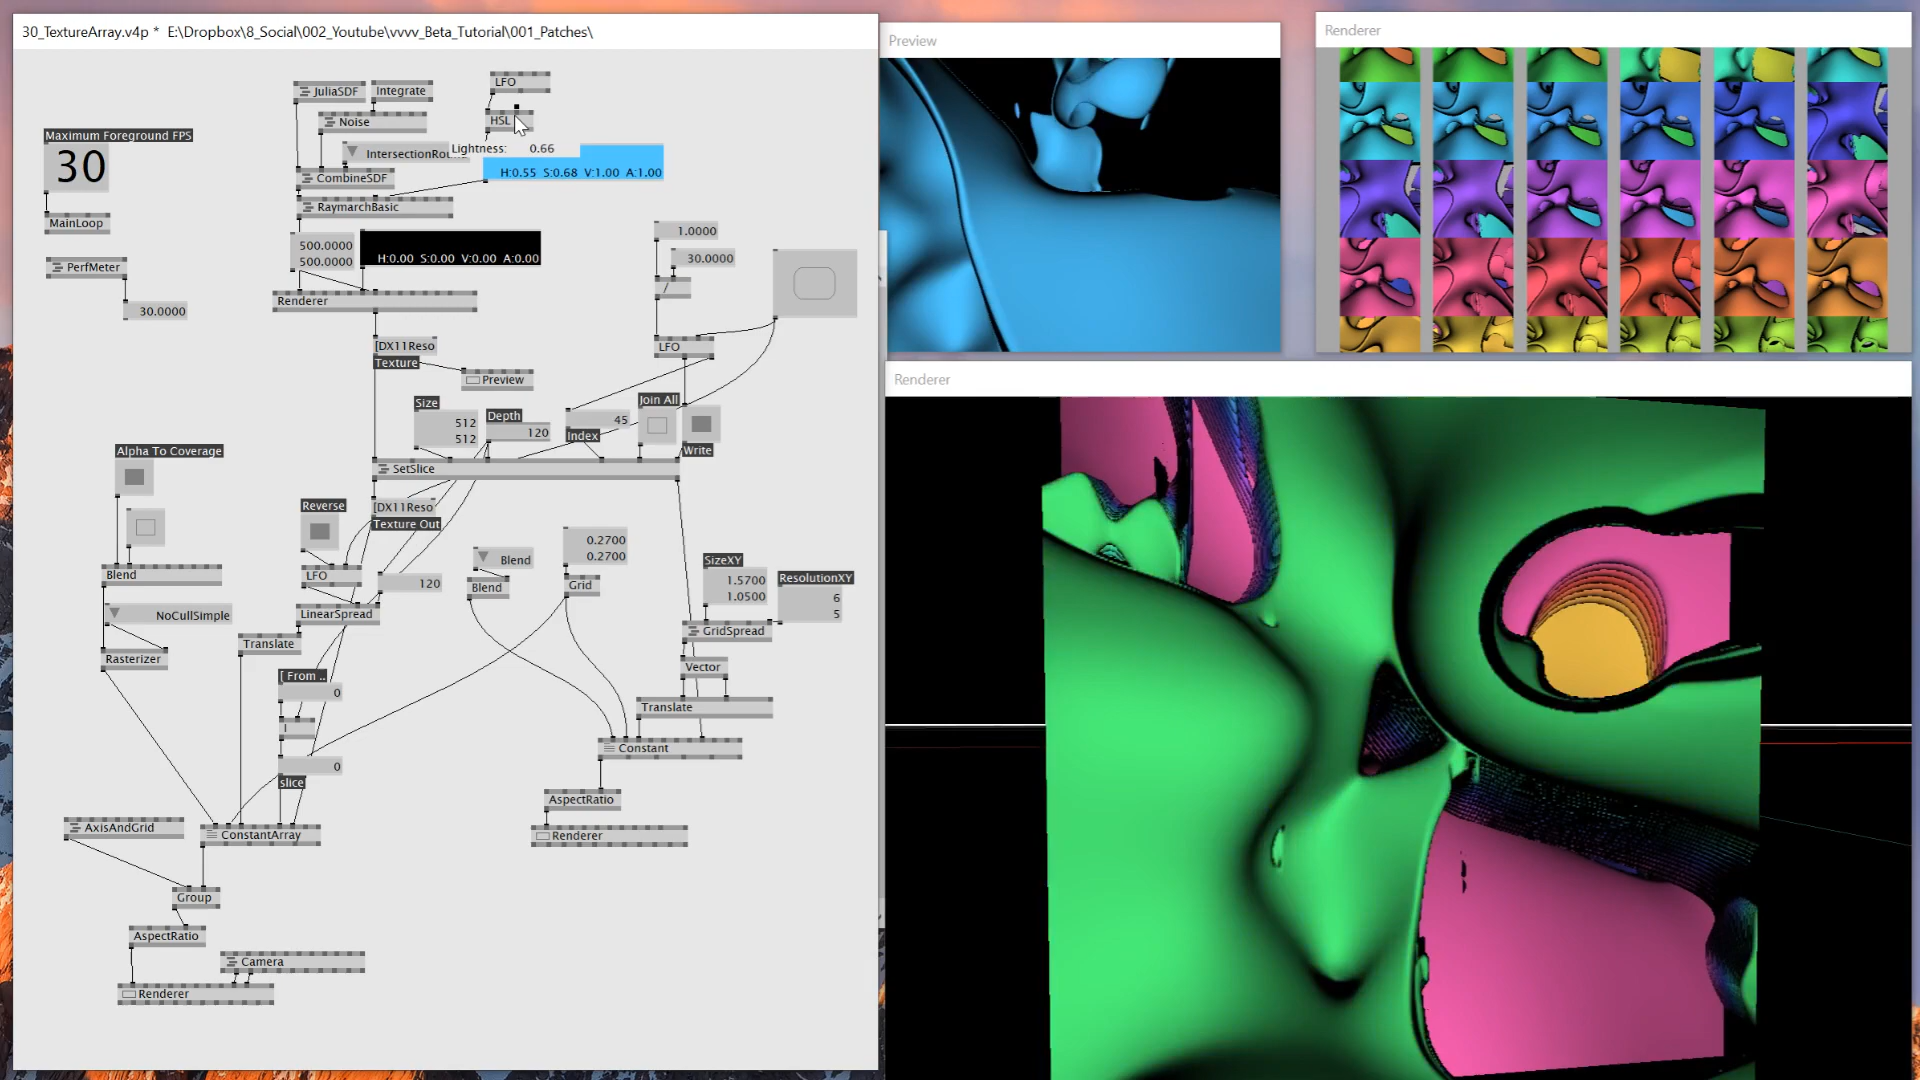 30_TextureArray.v4p *  E:\Dropbox\8_Social\002_Youtube\vvvv_Beta_Tutorial\001_Patches\
Preview
Renderer
LFO
JuliaSDF
Integrate
HSL
Noise
Maximum Foreground FPS
30
Lightness: 0.66
H:0.55 S:0.68 V:1.00 A:1.00
CombineSDF
RaymarchBasic
MainLoop
1.0000
500.0000
500.0000
H:0.00 S:0.00 V:0.00 A:0.00
30.0000
PerfMeter
/
Renderer
30.0000
[DX11Reso
Texture
LFO
Preview
Renderer
Size
512
512
Depth
120
45
Index
Join All
Write
Alpha To Coverage
SetSlice
Reverse
[DX11Reso
Texture Out
0.2700
0.2700
Blend
SizeXY
1.5700
1.0500
ResolutionXY
6
5
Blend
LFO
120
Blend
Grid
NoCullSimple
LinearSpread
GridSpread
Translate
Rasterizer
[ From ..
0
Vector
Translate
0
slice
Constant
AspectRatio
AxisAndGrid
ConstantArray
Renderer
Group
AspectRatio
Camera
Renderer